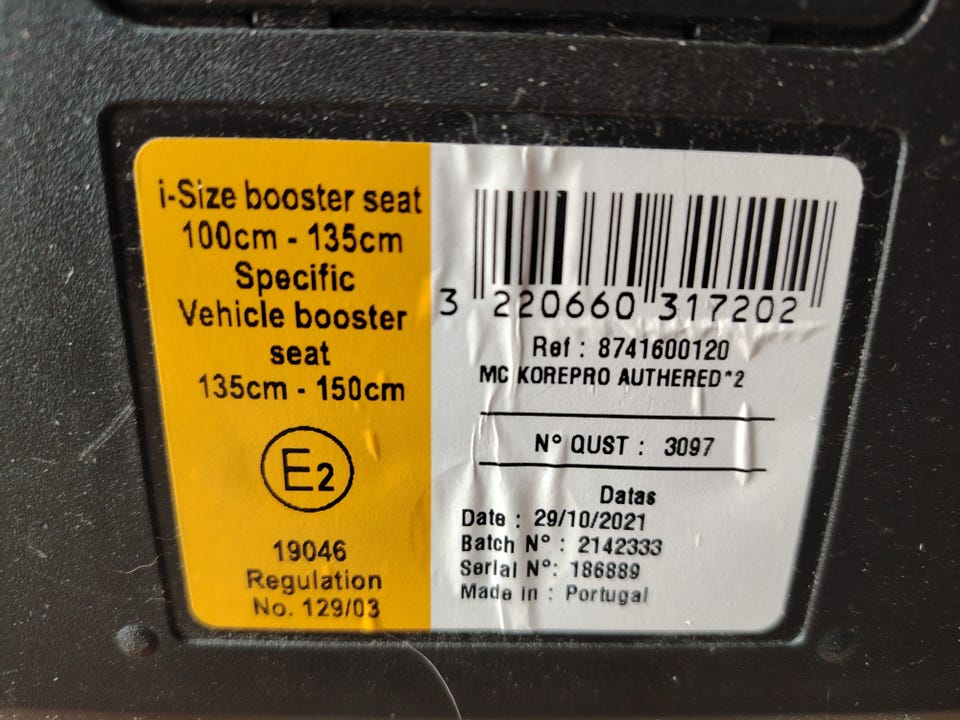 i-Size booster seat
100cm - 135cm
Specific
Vehicle booster
seat
135cm - 150cm
E2
19046
Regulation
No. 129/03
3 220660 317202
Ref : 8741600120
MC KOREPRO AUTHERED*2
N° QUST : 3097
Datas
Date : 29/10/2021
Batch N° : 2142333
Serial N°: 186889
Made in : Portugal